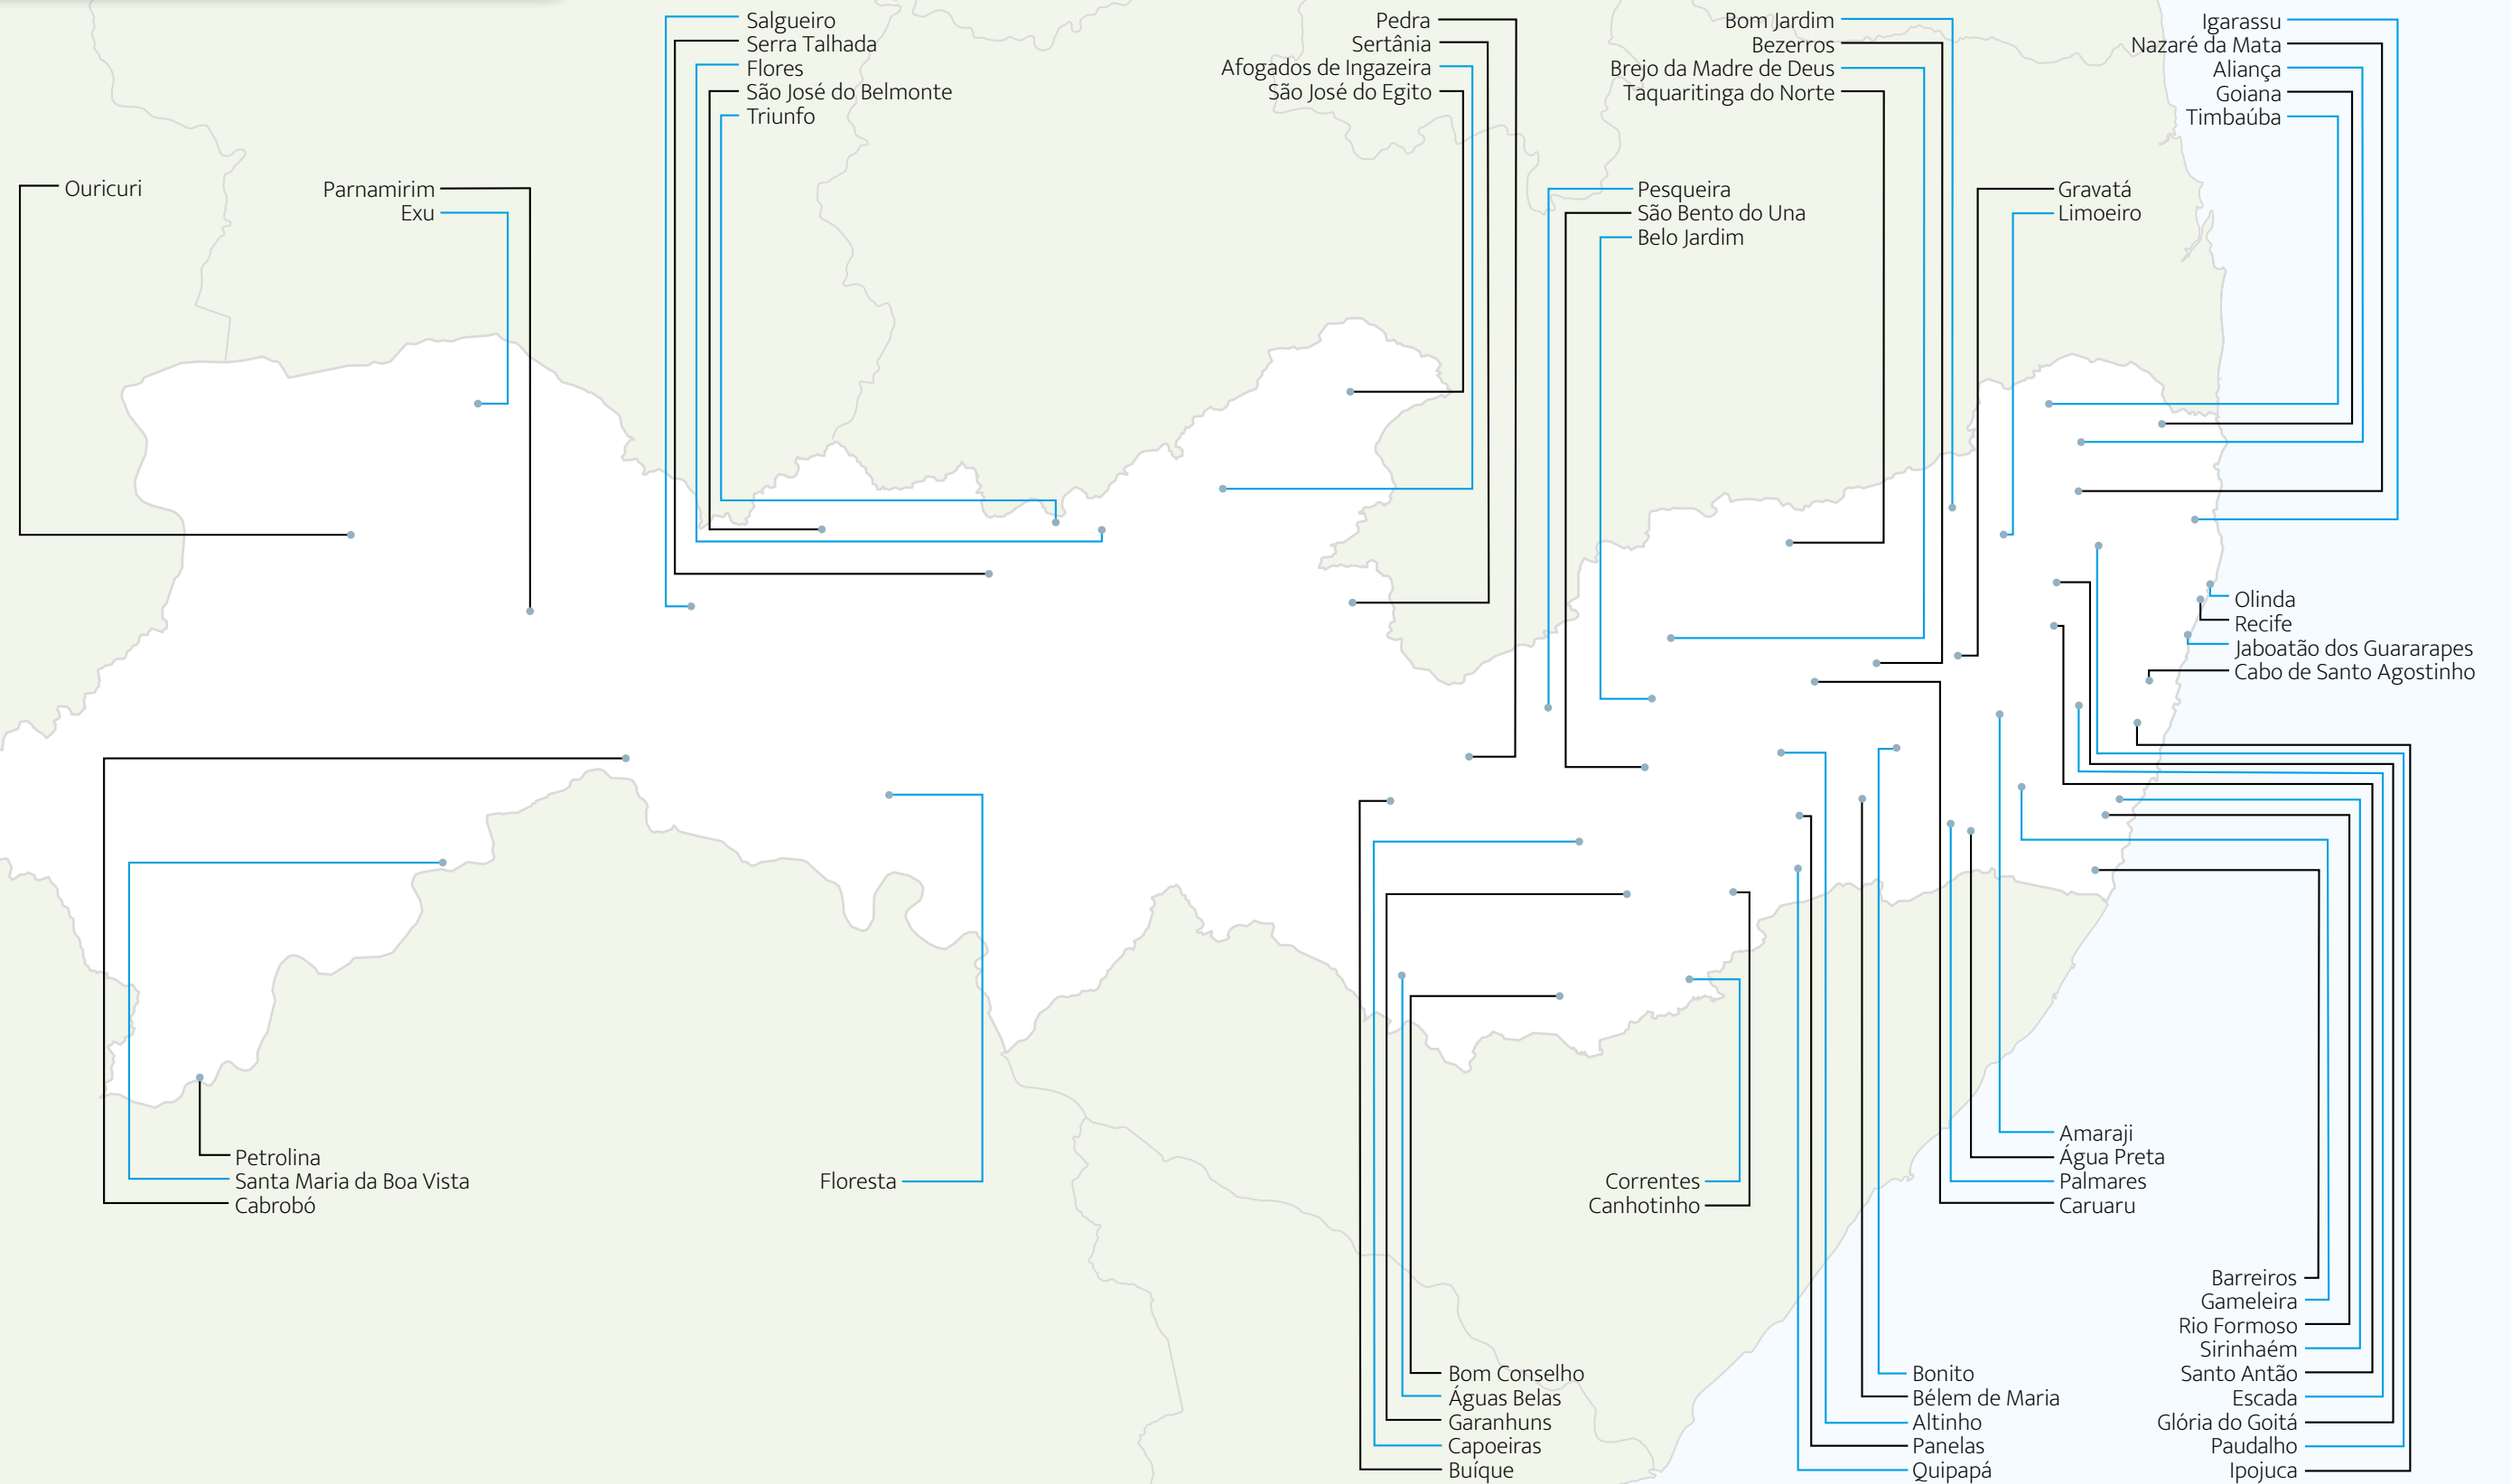 Salgueiro
Serra Talhada
Flores
São José do Belmonte
Triunfo
Pedra
Sertânia
Afogados de Ingazeira
São José do Egito
Bom Jardim
Bezerros
Brejo da Madre de Deus
Taquaritinga do Norte
Igarassu
Nazaré da Mata
Aliança
Goiana
Timbaúba
Ouricuri
Parnamirim
Exu
Pesqueira
São Bento do Una
Belo Jardim
Gravatá
Limoeiro
Olinda
Recife
Jaboatão dos Guararapes
Cabo de Santo Agostinho
Petrolina
Santa Maria da Boa Vista
Cabrobó
Floresta
Correntes
Canhotinho
Amaraji
Água Preta
Palmares
Caruaru
Bom Conselho
Águas Belas
Garanhuns
Capoeiras
Buíque
Bonito
Bélem de Maria
Altinho
Panelas
Quipapá
Barreiros
Gameleira
Rio Formoso
Sirinhaém
Santo Antão
Escada
Glória do Goitá
Paudalho
Ipojuca